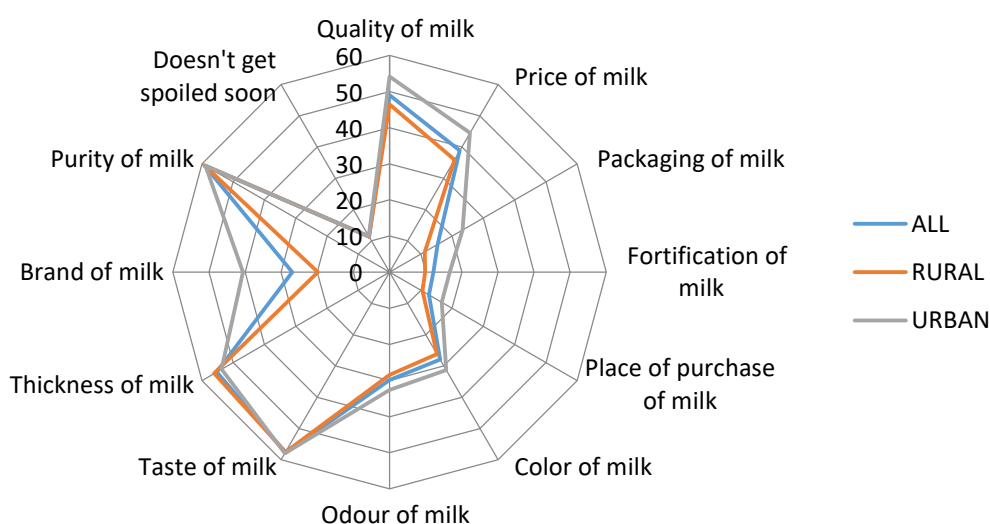 Quality of milk
Price of milk
Packaging of milk
Fortification of
milk
Place of purchase
of milk
Color of milk
Odour of milk
Taste of milk
Thickness of milk
Brand of milk
Purity of milk
Doesn't get
spoiled soon
60
50
40
30
20
10
0
ALL
RURAL
URBAN